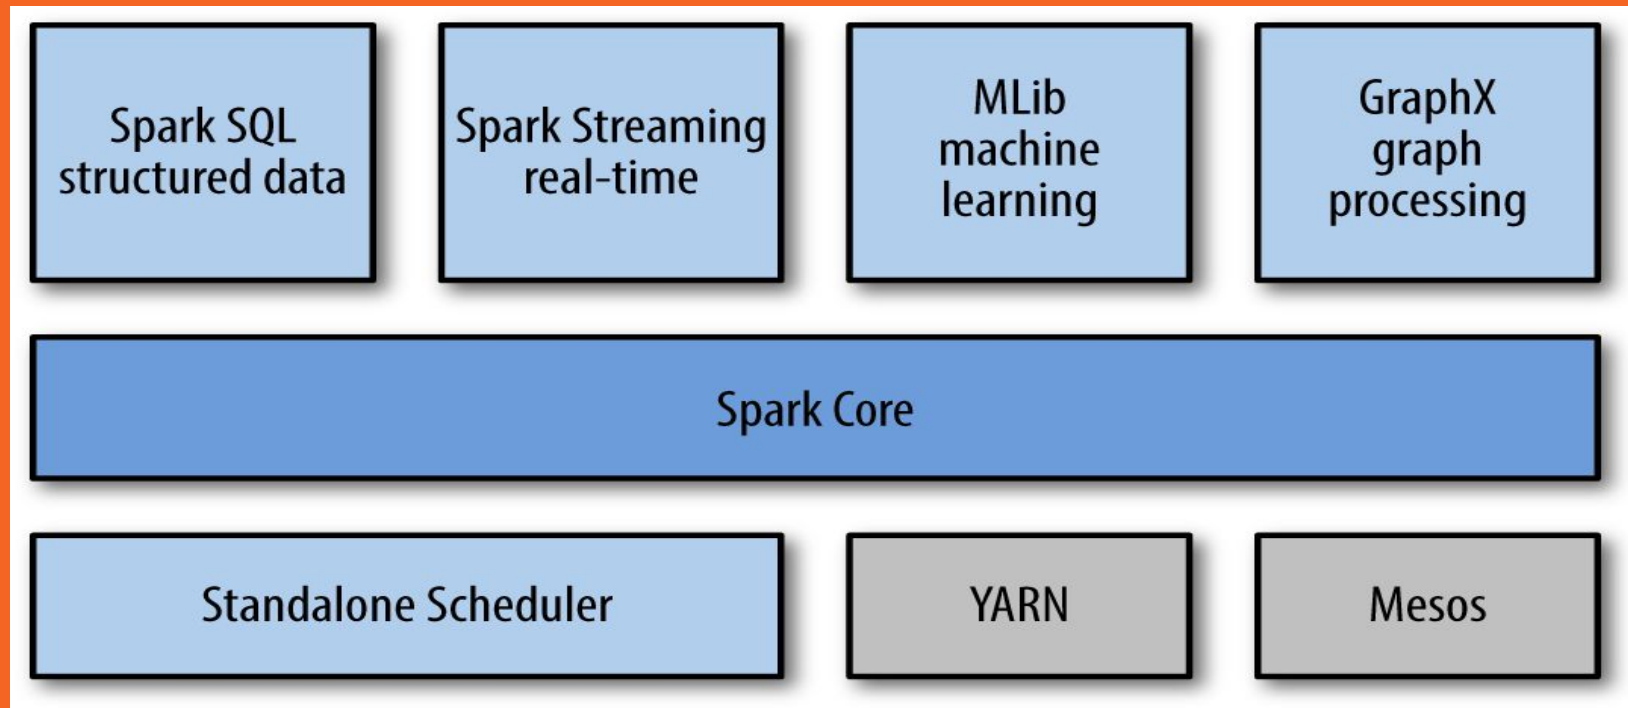 Spark SQL
structured data
Spark Streaming
real-time
MLib
machine
learning
GraphX
graph
processing
Spark Core
Standalone Scheduler
YARN
Mesos